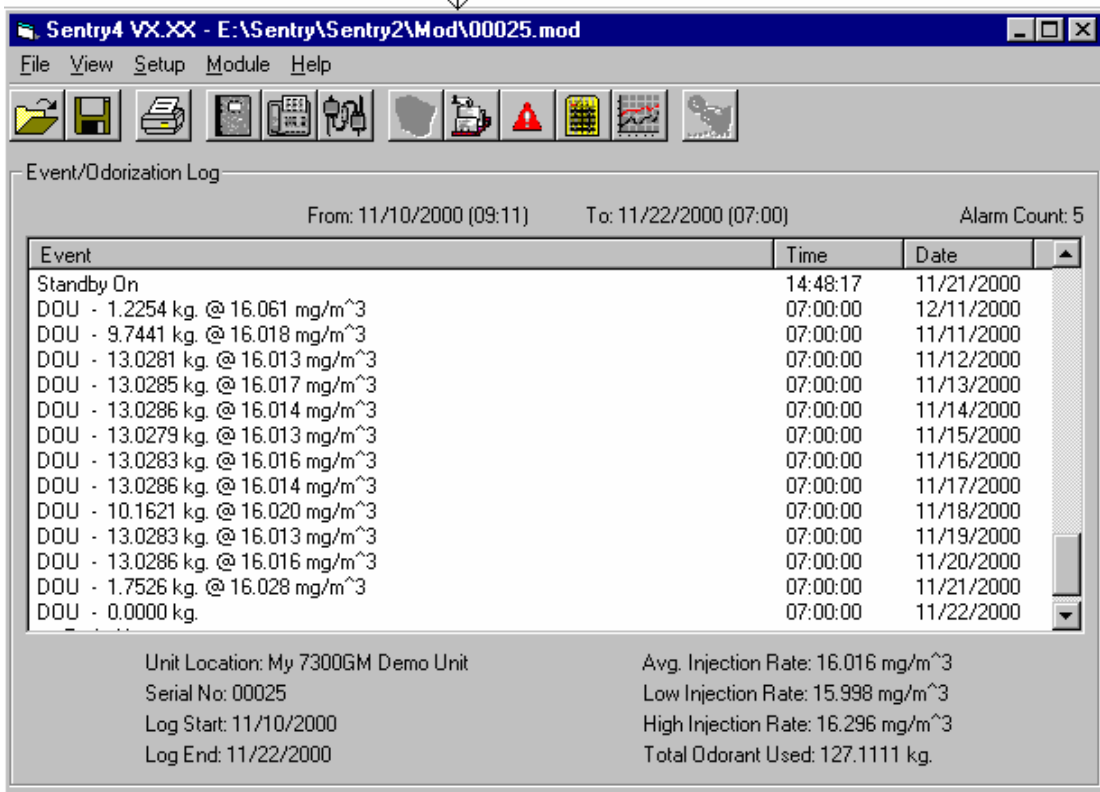 Sentry4 VX.XX - E:\Sentry\Sentry2\Mod\00025.mod
File View Setup Module Help
Event/Odorization Log
From: 11/10/2000 (09:11) To: 11/22/2000 (07:00) Alarm Count: 5
Event Time Date
Standby On 14:48:17 11/21/2000
DOU - 1.2254 kg. @ 16.061 mg/m^3 07:00:00 12/11/2000
DOU - 9.7441 kg. @ 16.018 mg/m^3 07:00:00 11/11/2000
DOU - 13.0281 kg. @ 16.013 mg/m^3 07:00:00 11/12/2000
DOU - 13.0285 kg. @ 16.017 mg/m^3 07:00:00 11/13/2000
DOU - 13.0286 kg. @ 16.014 mg/m^3 07:00:00 11/14/2000
DOU - 13.0279 kg. @ 16.013 mg/m^3 07:00:00 11/15/2000
DOU - 13.0283 kg. @ 16.016 mg/m^3 07:00:00 11/16/2000
DOU - 13.0286 kg. @ 16.014 mg/m^3 07:00:00 11/17/2000
DOU - 10.1621 kg. @ 16.020 mg/m^3 07:00:00 11/18/2000
DOU - 13.0283 kg. @ 16.013 mg/m^3 07:00:00 11/19/2000
DOU - 13.0286 kg. @ 16.016 mg/m^3 07:00:00 11/20/2000
DOU - 1.7526 kg. @ 16.028 mg/m^3 07:00:00 11/21/2000
DOU - 0.0000 kg. 07:00:00 11/22/2000
Unit Location: My 7300GM Demo Unit Avg. Injection Rate: 16.016 mg/m^3
Serial No: 00025 Low Injection Rate: 15.998 mg/m^3
Log Start: 11/10/2000 High Injection Rate: 16.296 mg/m^3
Log End: 11/22/2000 Total Odorant Used: 127.1111 kg.